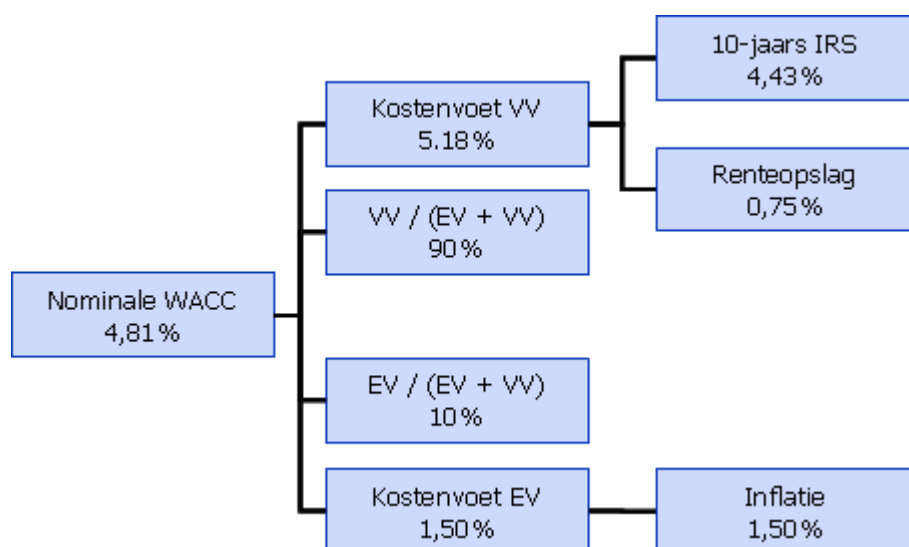 10-jaars IRS
4,43%
Kostenvoet VV
5.18%
Renteopslag
0,75%
VV / (EV + VV)
90%
Nominale WACC
4,81%
EV / (EV + VV)
10%
Kostenvoet EV
1,50%
Inflatie
1,50%